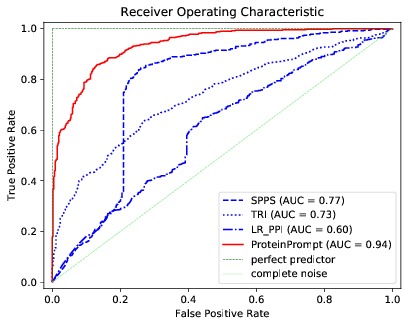 Receiver Operating Characteristic
True Positive Rate
1.0
0.8
0.6
0.4
0.2
0.0
0.0 0.2 0.4 0.6 0.8 1.0
False Positive Rate
SPPS (AUC = 0.77)
TRI (AUC = 0.73)
LR_PPI (AUC = 0.60)
ProteinPrompt (AUC = 0.94)
perfect predictor
complete noise